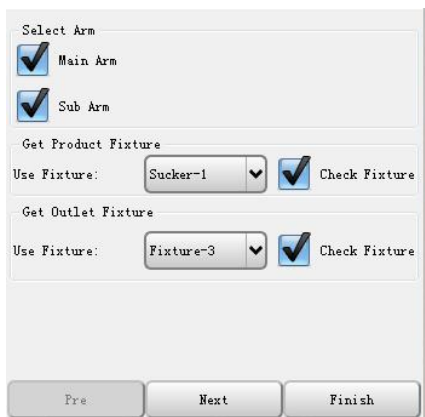 Select Arm
Main Arm
Sub Arm
Get Product Fixture
Use Fixture: Sucker-1 Check Fixture
Get Outlet Fixture
Use Fixture: Fixture-3 Check Fixture
Pre Next Finish